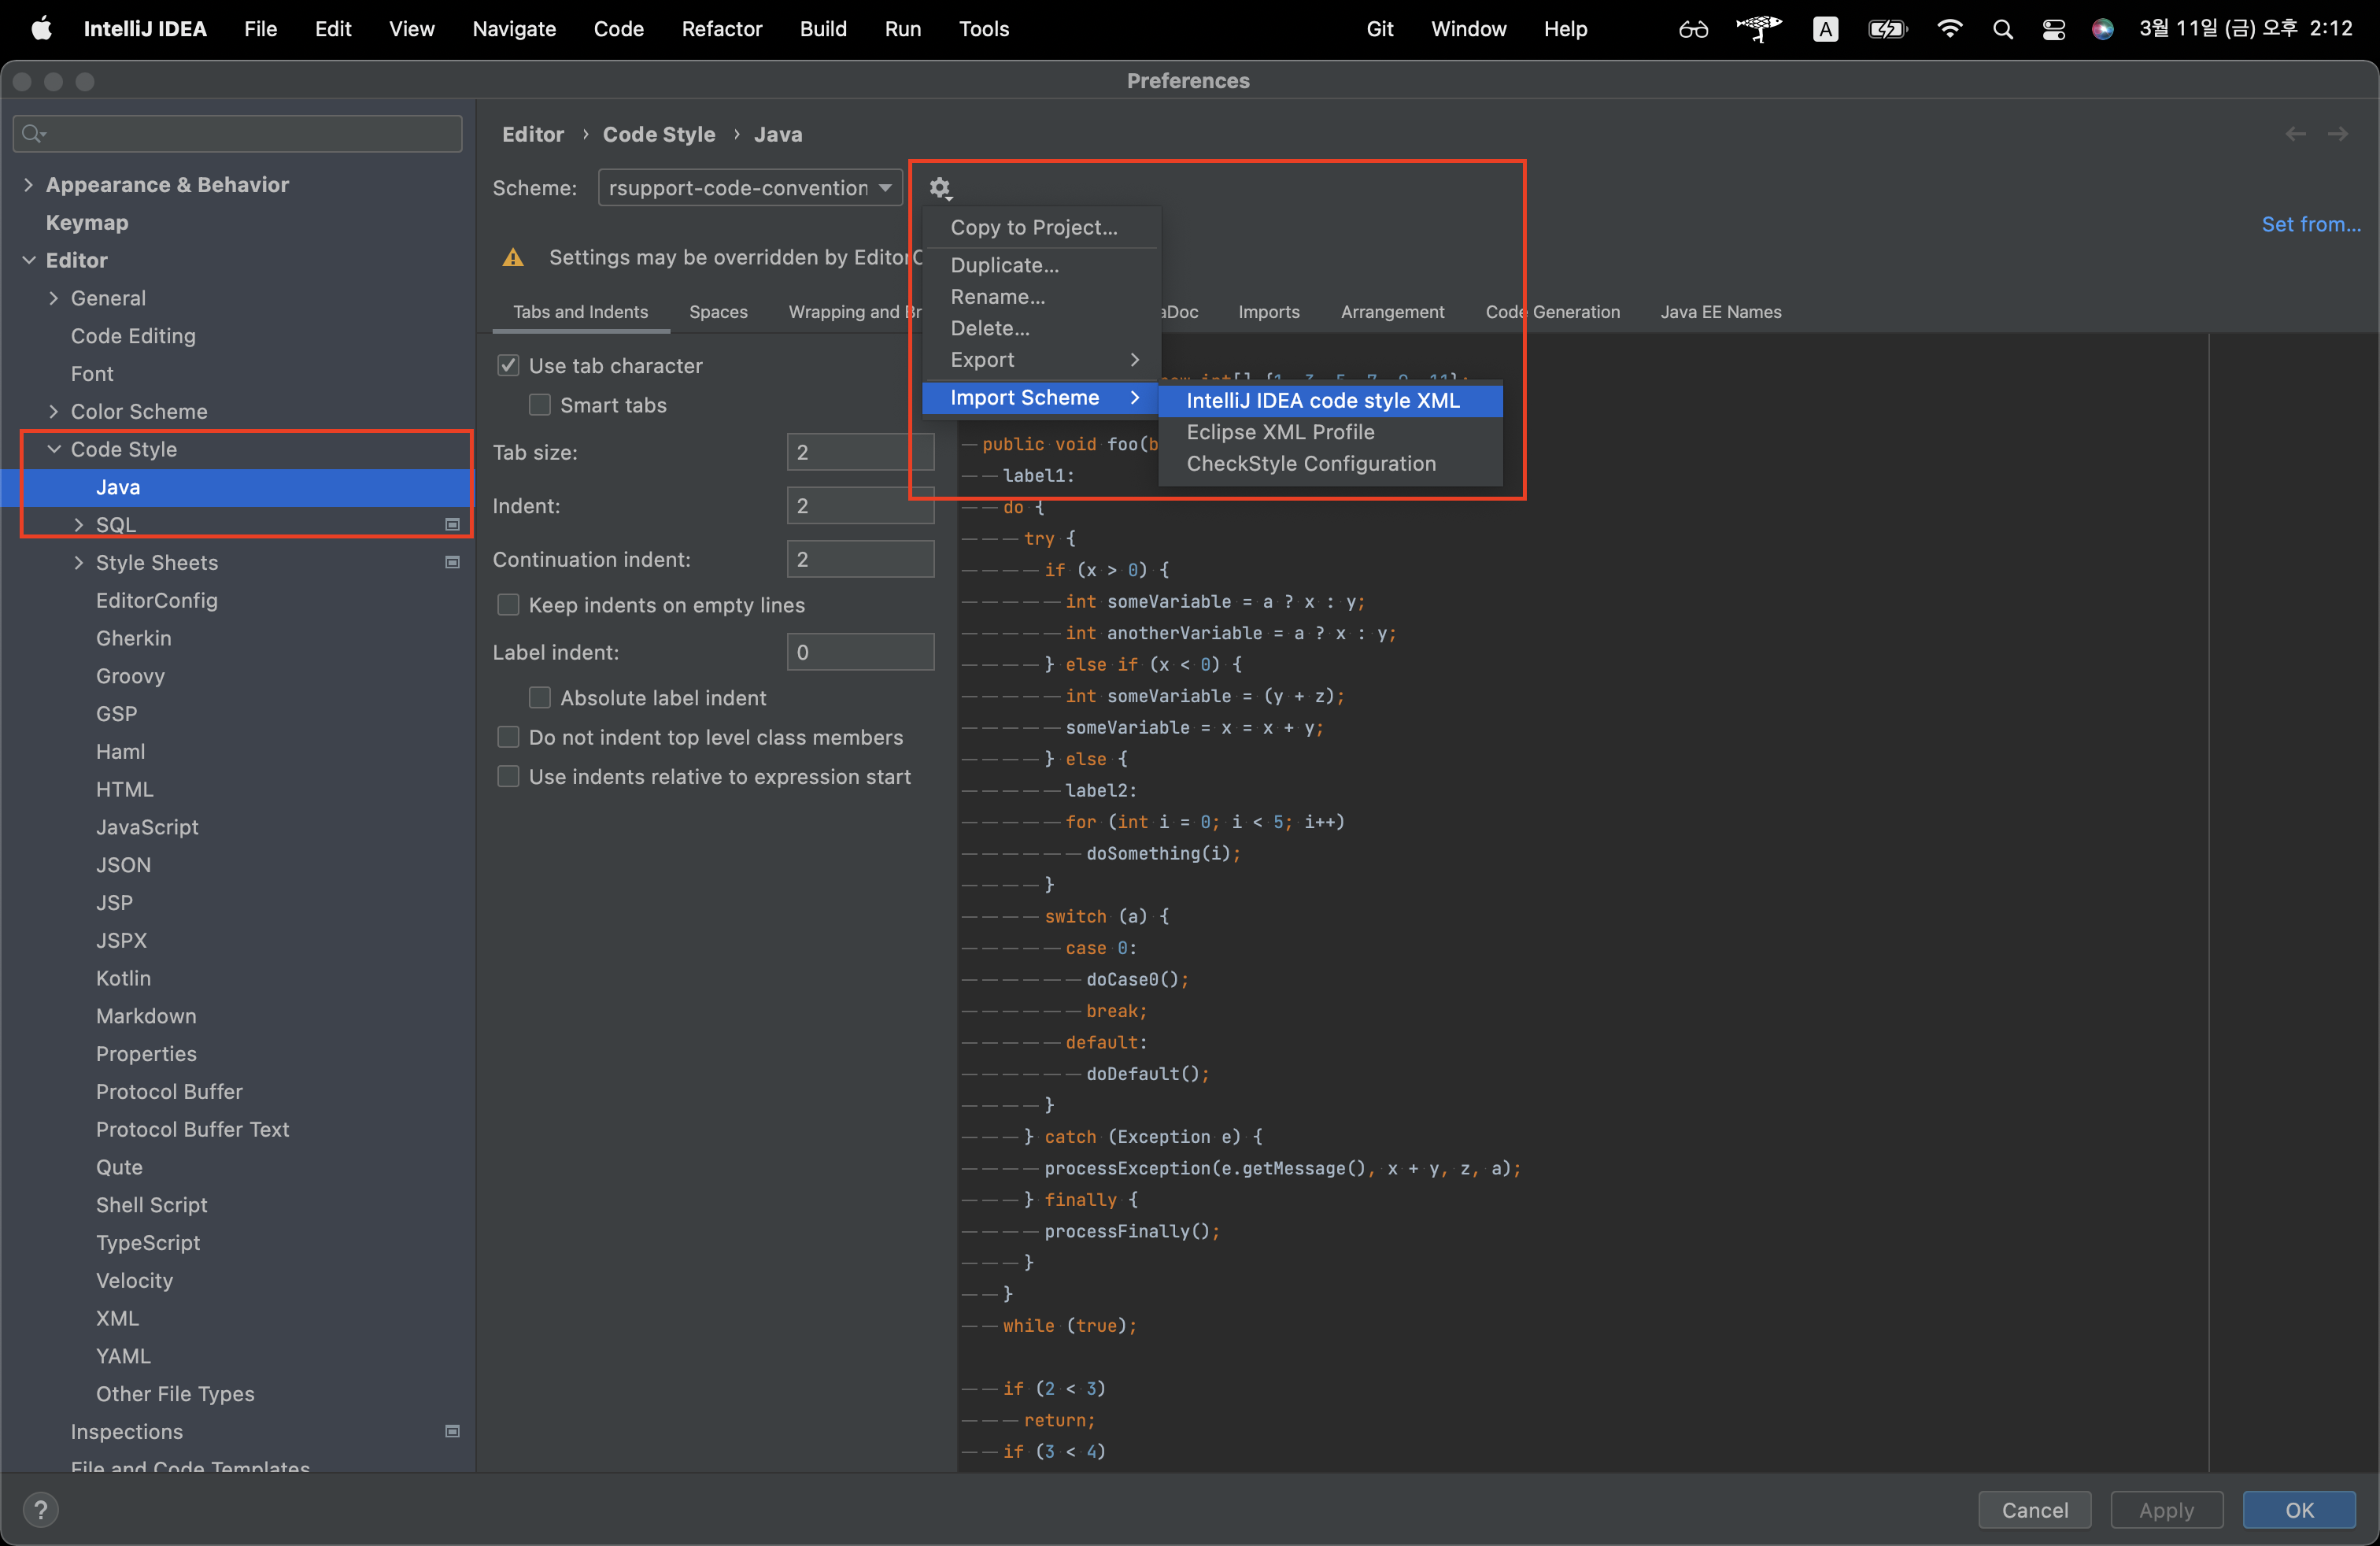 IntelliJ IDEA File Edit View Navigate Code Refactor Build Run Tools Git Window Help A 3월 11일 (금) 오후 2:12
Preferences
Appearance & Behavior
Keymap
Editor
General
Code Editing
Font
Color Scheme
Code Style
Java
SQL
Style Sheets
EditorConfig
Gherkin
Groovy
GSP
Haml
HTML
JavaScript
JSON
JSP
JSPX
Kotlin
Markdown
Properties
Protocol Buffer
Protocol Buffer Text
Qute
Shell Script
TypeScript
Velocity
XML
YAML
Other File Types
Inspections
File and Code Templates
Editor › Code Style › Java
Scheme: rsupport-code-convention
Set from...
Settings may be overridden by EditorC
Tabs and Indents Spaces Wrapping and Br aDoc Imports Arrangement Code Generation Java EE Names
Copy to Project...
Duplicate...
Rename...
Delete...
Export
Import Scheme
IntelliJ IDEA code style XML
Eclipse XML Profile
CheckStyle Configuration
Use tab character
Smart tabs
Tab size: 2
Indent: 2
Continuation indent: 2
Keep indents on empty lines
Label indent: 0
Absolute label indent
Do not indent top level class members
Use indents relative to expression start
public void foo(b
label1:
do {
try {
if (x > 0) {
int someVariable = a ? x : y;
int anotherVariable = a ? x : y;
} else if (x < 0) {
int someVariable = (y + z);
someVariable = x = x + y;
} else {
label2:
for (int i = 0; i < 5; i++)
doSomething(i);
}
switch (a) {
case 0:
doCase0();
break;
default:
doDefault();
}
} catch (Exception e) {
processException(e.getMessage(), x + y, z, a);
} finally {
processFinally();
}
}
while (true);
if (2 < 3)
return;
if (3 < 4)
?
Cancel Apply OK